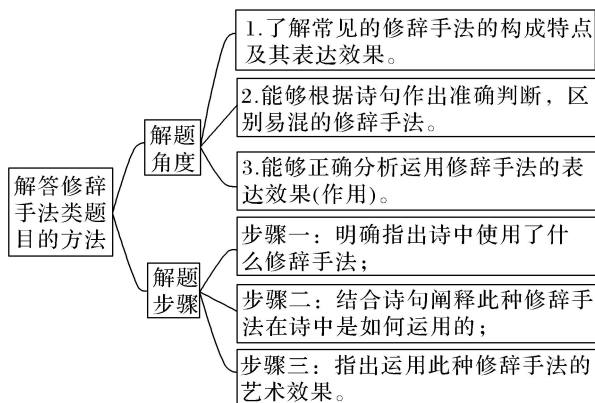 解答修辞
手法类题
目的方法
解题
角度
1.了解常见的修辞手法的构成特点
及其表达效果。
2.能够根据诗句作出准确判断，区
别易混的修辞手法。
3.能够正确分析运用修辞手法的表
达效果(作用)。
解题
步骤
步骤一：明确指出诗中使用了什
么修辞手法；
步骤二：结合诗句阐释此种修辞手
法在诗中是如何运用的；
步骤三：指出运用此种修辞手法的
艺术效果。